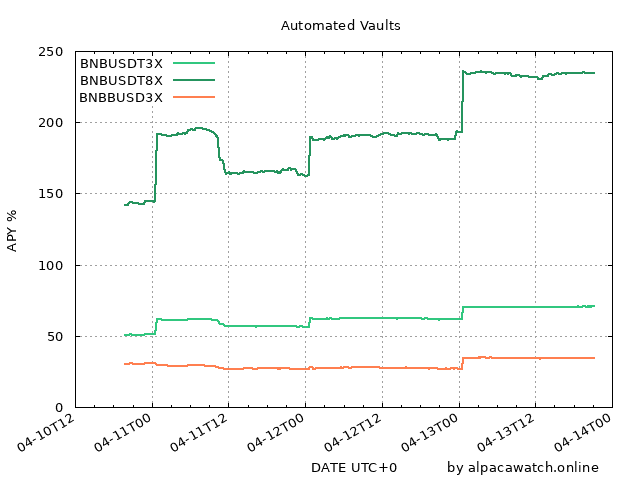 Automated Vaults
250
200
150
100
50
0
APY %
BNBUSDT3X
BNBUSDT8X
BNBBUSD3X
04-10T12
04-11T00
04-11T12
04-12T00
04-12T12
04-13T00
04-13T12
04-14T00
DATE UTC+0
by alpacawatch.online